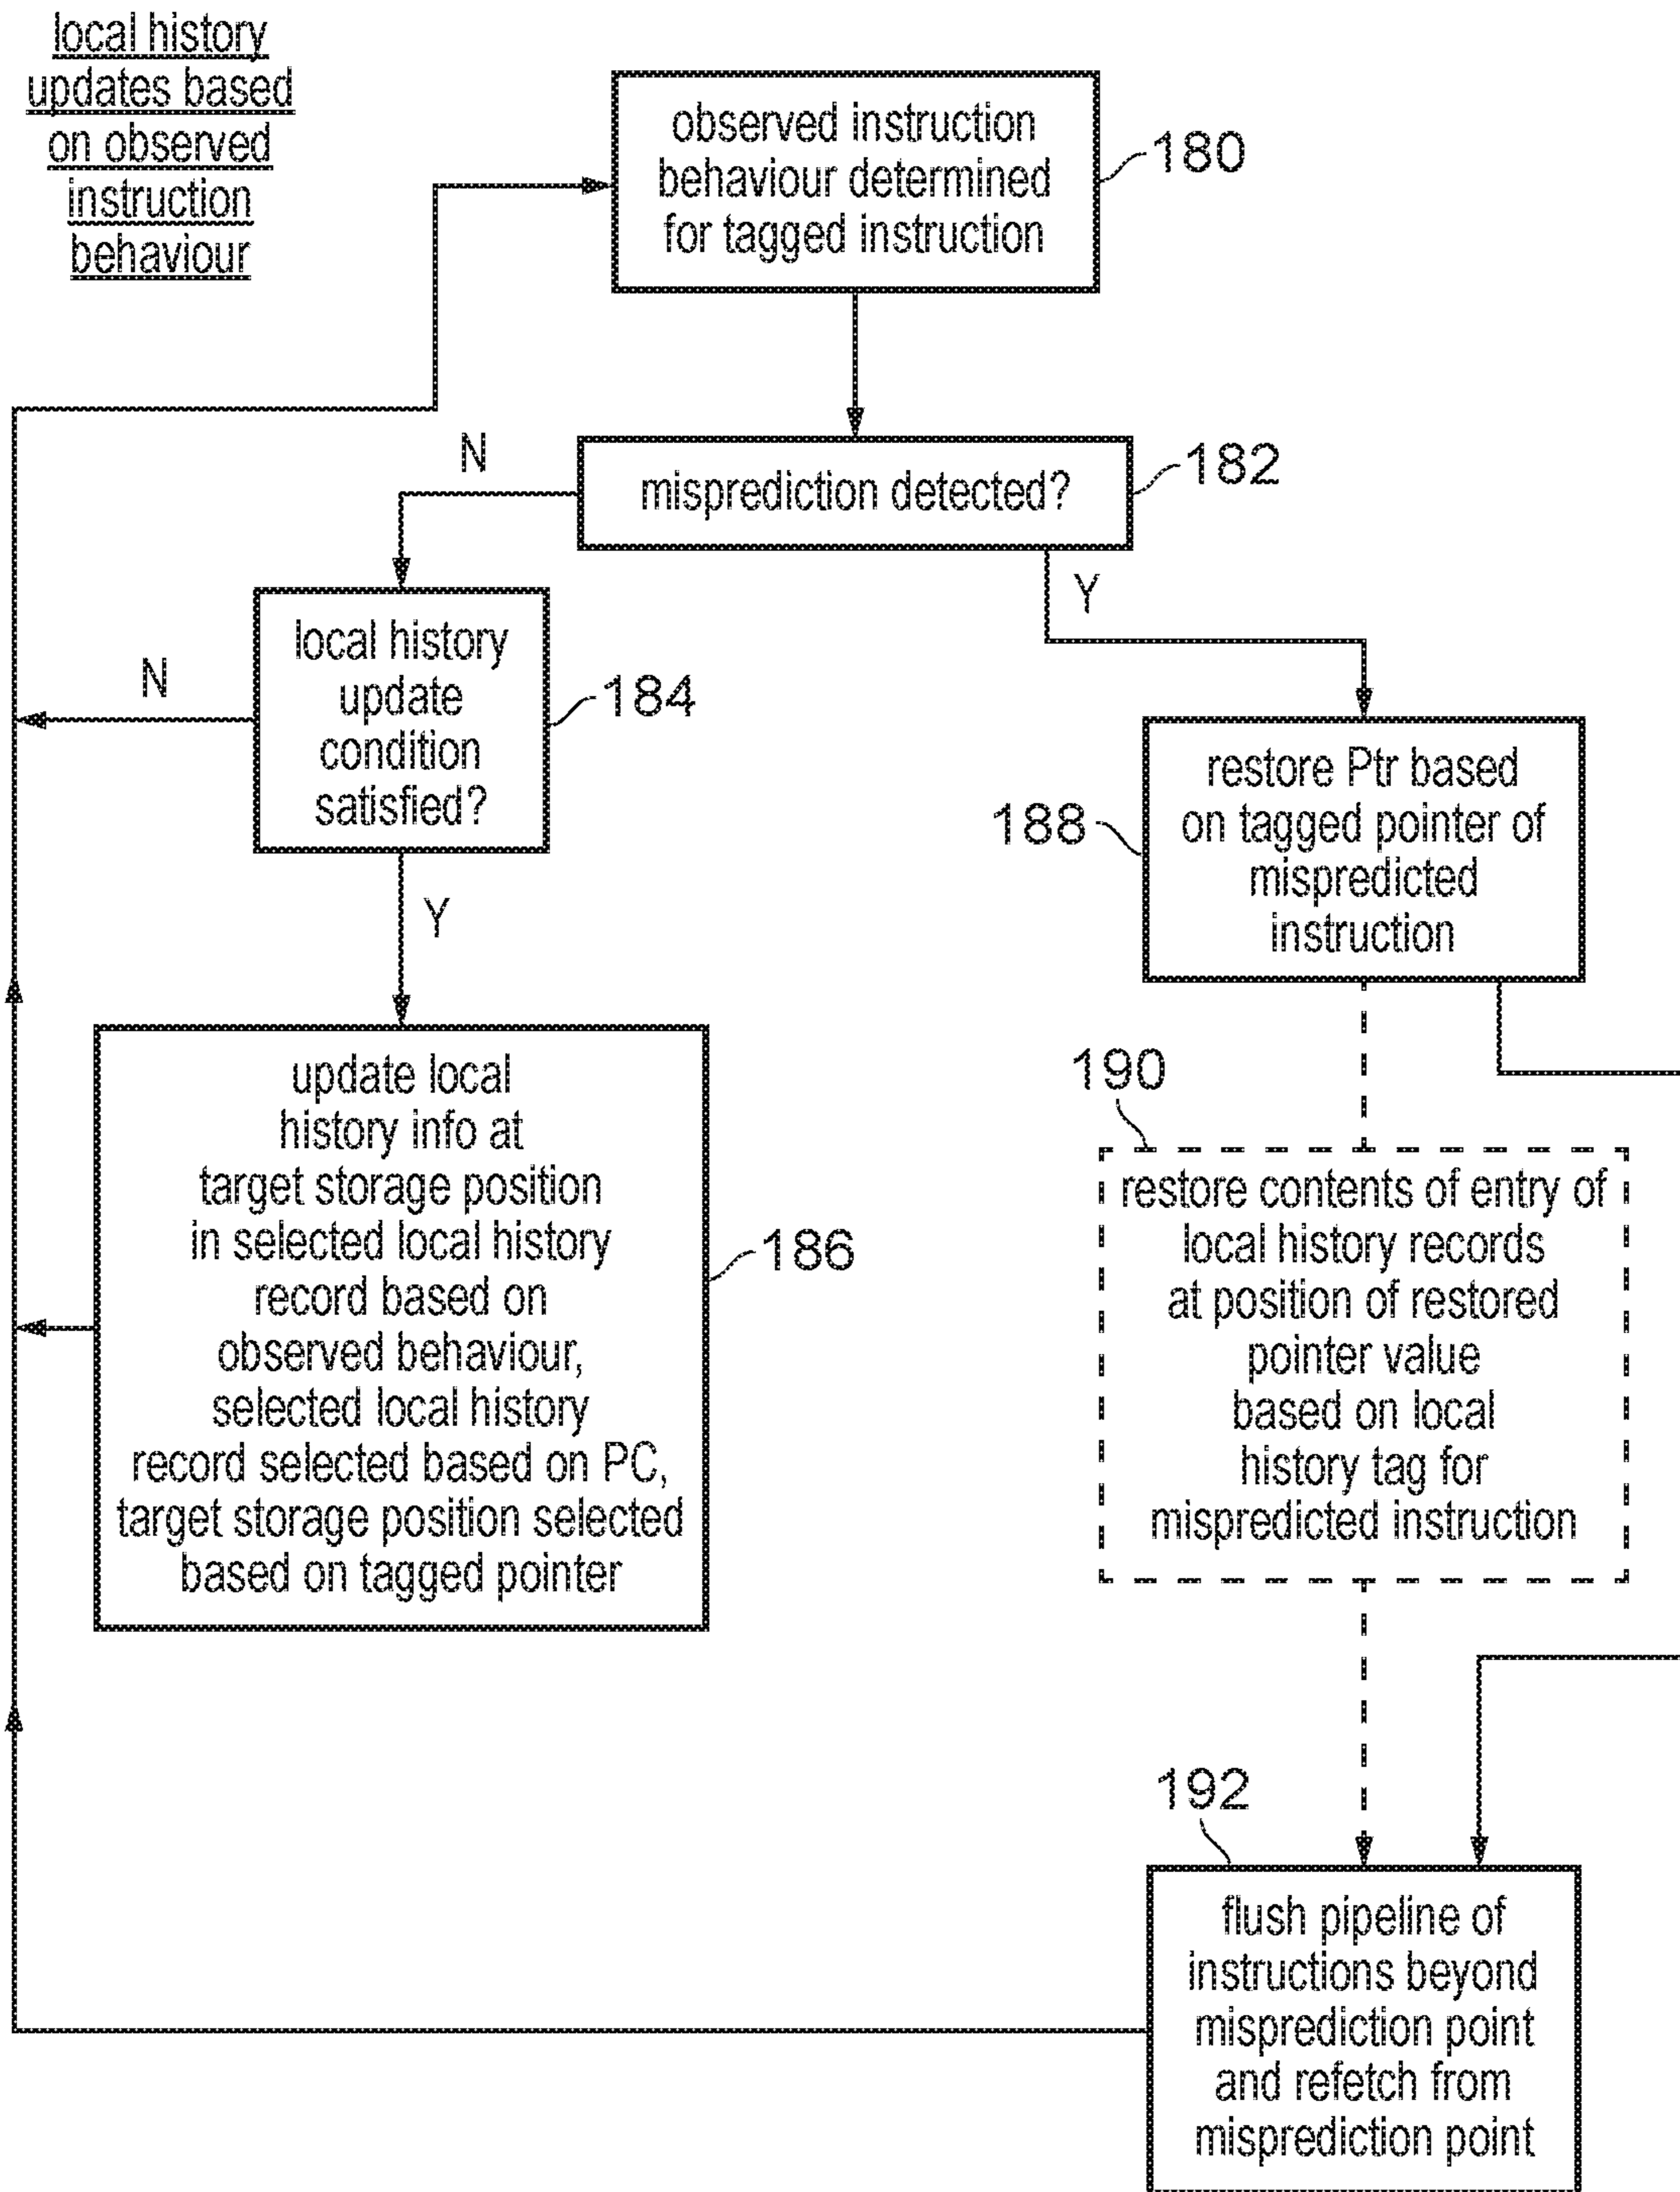 local history
updates based
on observed
instruction
behaviour
observed instruction
behaviour determined
for tagged instruction
180
misprediction detected?
182
N
Y
local history
update
condition
satisfied?
184
N
Y
restore Ptr based
on tagged pointer of
mispredicted
instruction
188
update local
history info at
target storage position
in selected local history
record based on
observed behaviour,
selected local history
record selected based on PC,
target storage position selected
based on tagged pointer
186
190
restore contents of entry of
local history records
at position of restored
pointer value
based on local
history tag for
mispredicted instruction
192
flush pipeline of
instructions beyond
misprediction point
and refetch from
misprediction point